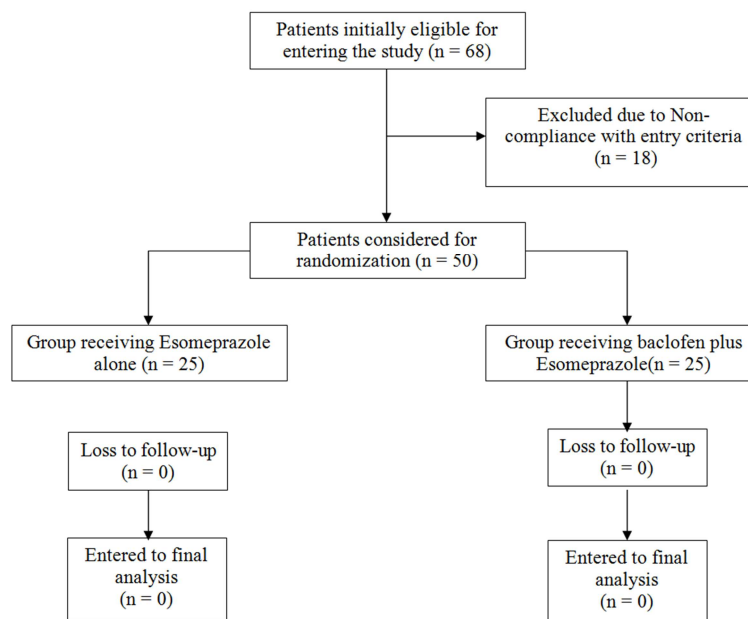 Patients initially eligible for
entering the study (n = 68)
Excluded due to Non-
compliance with entry criteria
(n = 18)
Patients considered for
randomization (n = 50)
Group receiving Esomeprazole
alone (n = 25)
Group receiving baclofen plus
Esomeprazole(n = 25)
Loss to follow-up
(n = 0)
Loss to follow-up
(n = 0)
Entered to final
analysis
(n = 0)
Entered to final
analysis
(n = 0)